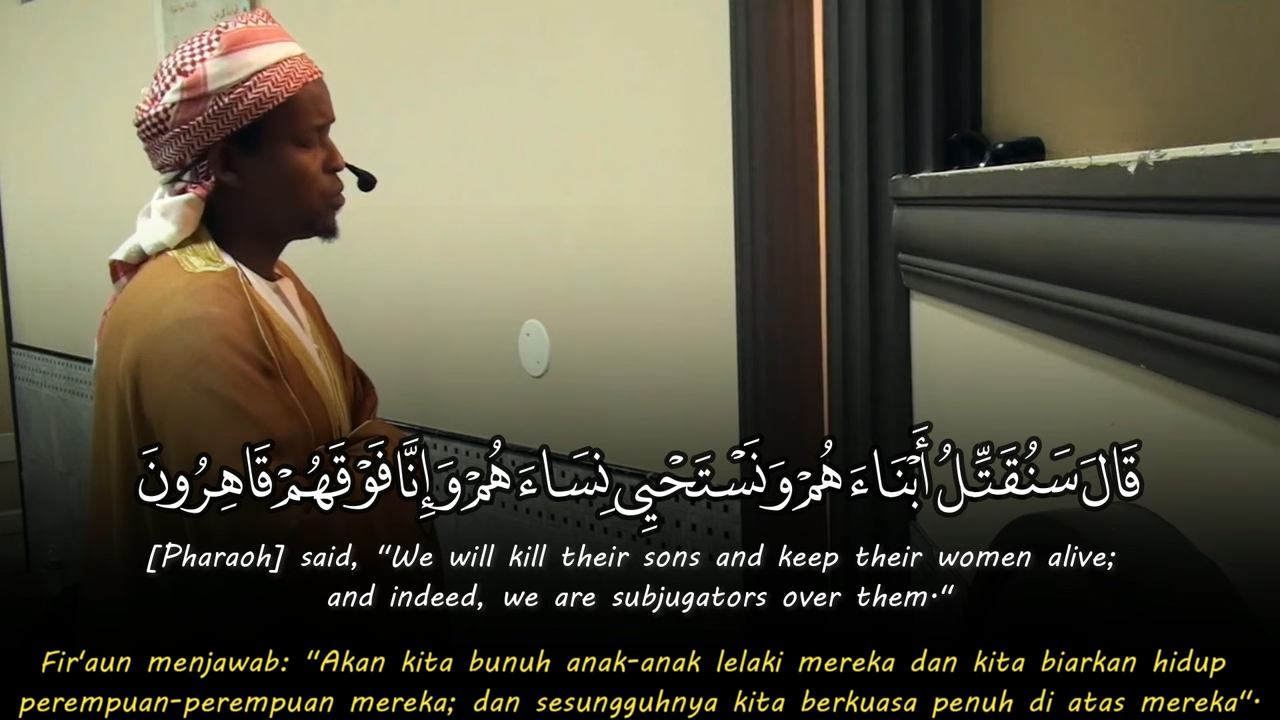 قَالَ سَنُقَتِّلُ أَبْنَاءَهُمْ وَنَسْتَحْيِي نِسَاءَهُمْ وَإِنَّا فَوْقَهُمْ قَاهِرُونَ
[Pharaoh] said, “We will kill their sons and keep their women alive;
and indeed, we are subjugators over them.“
Fir'aun menjawab: “Akan kita bunuh anak-anak lelaki mereka dan kita biarkan hidup
perempuan-perempuan mereka; dan sesungguhnya kita berkuasa penuh di atas mereka“.